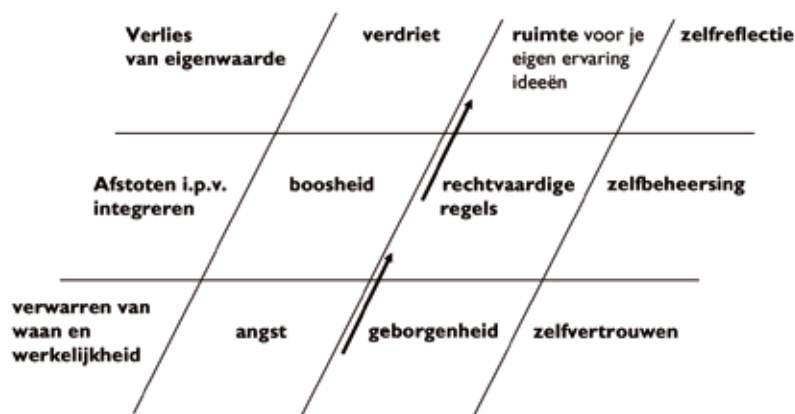 Verlies
van eigenwaarde
verdriet
ruimte voor je
eigen ervaring
ideeën
zelfreflectie
Afstoten i.p.v.
integreren
boosheid
rechtvaardige
regels
zelfbeheersing
verwarren van
waan en
werkelijkheid
angst
geborgenheid
zelfvertrouwen